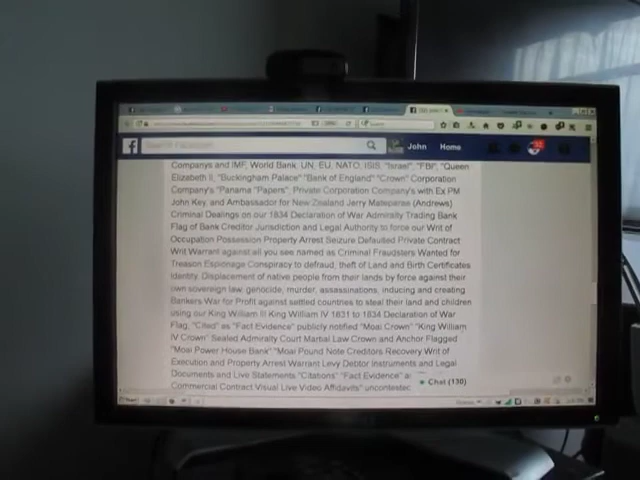 Search Facebook
John Home
52
Companys and IMF, World Bank, UN, EU, NATO, ISIS, "Israel", "FBI", "Queen
Elizabeth II, "Buckingham Palace" "Bank of England" "Crown" Corporation
Company's "Panama "Papers", Private Corporation Company's with Ex PM
John Key, and Ambassador for New Zealand Jerry Mateparae (Andrews)
Criminal Dealings on our 1834 Declaration of War Admiralty Trading Bank
Flag of Bank Creditor Jurisdiction and Legal Authority to force our Writ of
Occupation Possession Property Arrest Seizure Defaulted Private Contract
Writ Warrant against all you see named as Criminal Fraudsters Wanted for
Treason Espionage Conspiracy to defraud, theft of Land and Birth Certificates
identity. Displacement of native people from their lands by force against their
own sovereign law, genocide, murder, assassinations, inducing and creating
Bankers War for Profit against settled countries to steal their land and children
using our King William III King William IV 1831 to 1834 Declaration of War
Flag, "Cited" as "Fact Evidence" publicly notified "Moai Crown" "King William
IV Crown" Sealed Admiralty Court Martial Law Crown and Anchor Flagged
"Moai Power House Bank" "Moai Pound Note Creditors Recovery Writ of
Execution and Property Arrest Warrant Levy Debtor Instruments and Legal
Documents and Live Statements "Citations" "Fact Evidence"
Commercial Contract Visual Live Video Affidavits" uncontested
Chat (130)